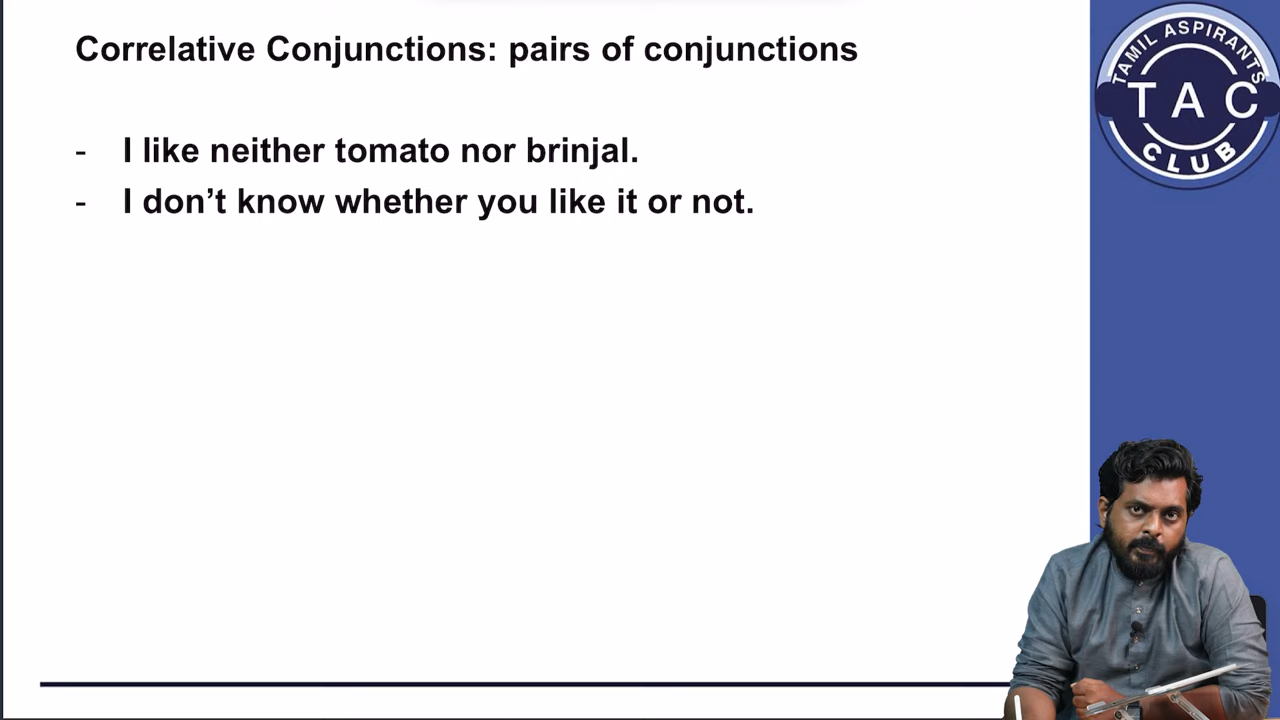 Correlative Conjunctions: pairs of conjunctions
- I like neither tomato nor brinjal.
- I don’t know whether you like it or not.
TAMIL ASPIRANTS
TAC
CLUB